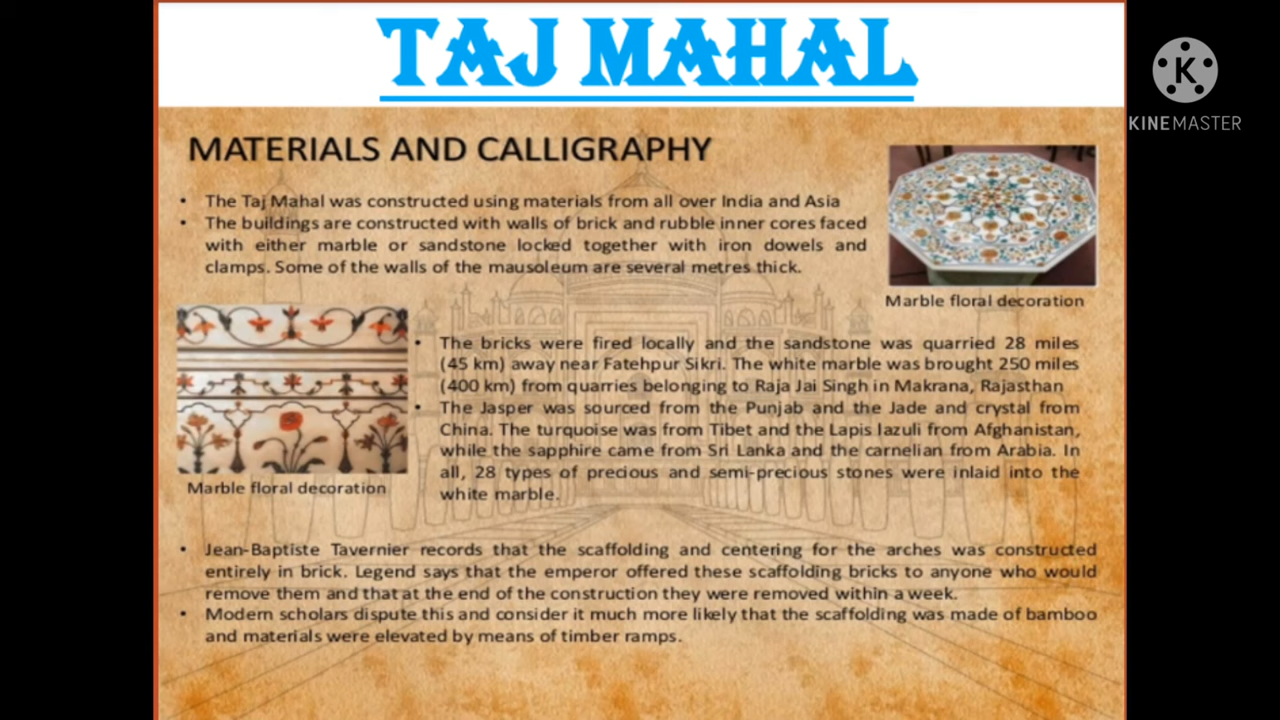 TAJ MAHAL
KINEMASTER
MATERIALS AND CALLIGRAPHY
• The Taj Mahal was constructed using materials from all over India and Asia
• The buildings are constructed with walls of brick and rubble inner cores faced
with either marble or sandstone locked together with iron dowels and
clamps. Some of the walls of the mausoleum are several metres thick.
Marble floral decoration
• The bricks were fired locally and the sandstone was quarried 28 miles
(45 km) away near Fatehpur Sikri. The white marble was brought 250 miles
(400 km) from quarries belonging to Raja Jai Singh in Makrana, Rajasthan
• The Jasper was sourced from the Punjab and the Jade and crystal from
China. The turquoise was from Tibet and the Lapis lazuli from Afghanistan,
while the sapphire came from Sri Lanka and the carnelian from Arabia. In
all, 28 types of precious and semi-precious stones were inlaid into the
white marble.
Marble floral decoration
• Jean-Baptiste Tavernier records that the scaffolding and centering for the arches was constructed
entirely in brick. Legend says that the emperor offered these scaffolding bricks to anyone who would
remove them and that at the end of the construction they were removed within a week.
• Modern scholars dispute this and consider it much more likely that the scaffolding was made of bamboo
and materials were elevated by means of timber ramps.